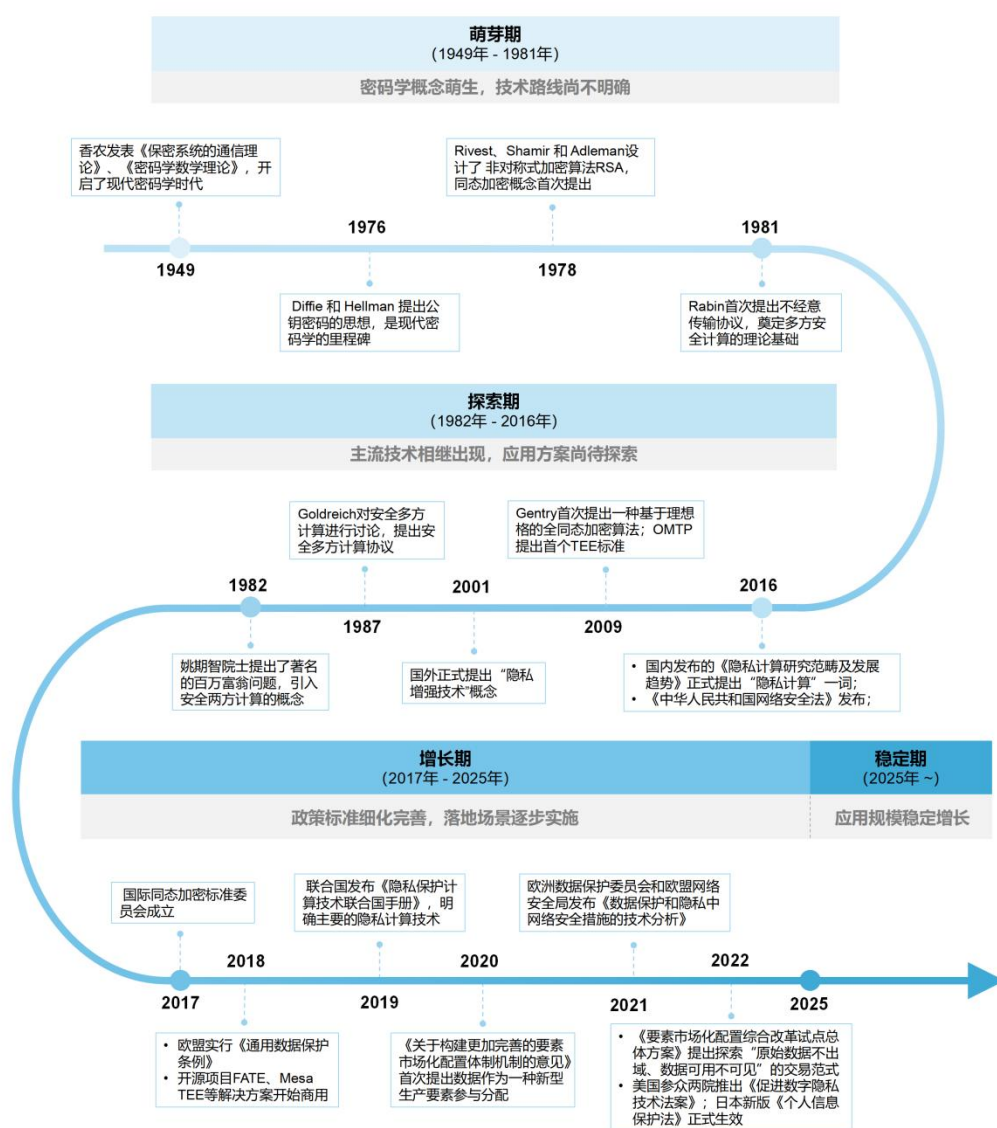 萌芽期
(1949年 - 1981年)
密码学概念萌生，技术路线尚不明确
香农发表《保密系统的通信理
论》、《密码学数学理论》，开
启了现代密码学时代
Rivest、Shamir 和 Adleman设
计了 非对称式加密算法RSA，
同态加密概念首次提出
1976
1981
1949
1978
Diffie 和 Hellman 提出公
钥密码的思想，是现代密
码学的里程碑
Rabin首次提出不经意
传输协议，奠定多方安
全计算的理论基础
探索期
(1982年 - 2016年)
主流技术相继出现，应用方案尚待探索
Goldreich对安全多方
计算进行讨论，提出安
全多方计算协议
Gentry首次提出一种基于理想
格的全同态加密算法；OMTP
提出首个TEE标准
1982
2001
2016
1987
2009
姚期智院士提出了著名
的百万富翁问题，引入
安全两方计算的概念
国外正式提出“隐私
增强技术”概念
• 国内发布的《隐私计算研究范畴及发展
趋势》正式提出“隐私计算”一词；
• 《中华人民共和国网络安全法》发布；
增长期
(2017年 - 2025年)
稳定期
(2025年 ~)
政策标准细化完善，落地场景逐步实施
应用规模稳定增长
国际同态加密标准委
员会成立
联合国发布《隐私保护计
算技术联合国手册》，明
确主要的隐私计算技术
欧洲数据保护委员会和欧盟网络
安全局发布《数据保护和隐私中
网络安全措施的技术分析》
2018
2020
2022
2017
2019
2021
2025
• 欧盟实行《通用数据保护
条例》
• 开源项目FATE、Mesa
TEE等解决方案开始商用
《关于构建更加完善的要素
市场化配置体制机制的意见》
首次提出数据作为一种新型
生产要素参与分配
• 《要素市场化配置综合改革试点总
体方案》提出探索“原始数据不出
域、数据可用不可见”的交易范式
• 美国参众两院推出《促进数字隐私
技术法案》；日本新版《个人信息
保护法》正式生效